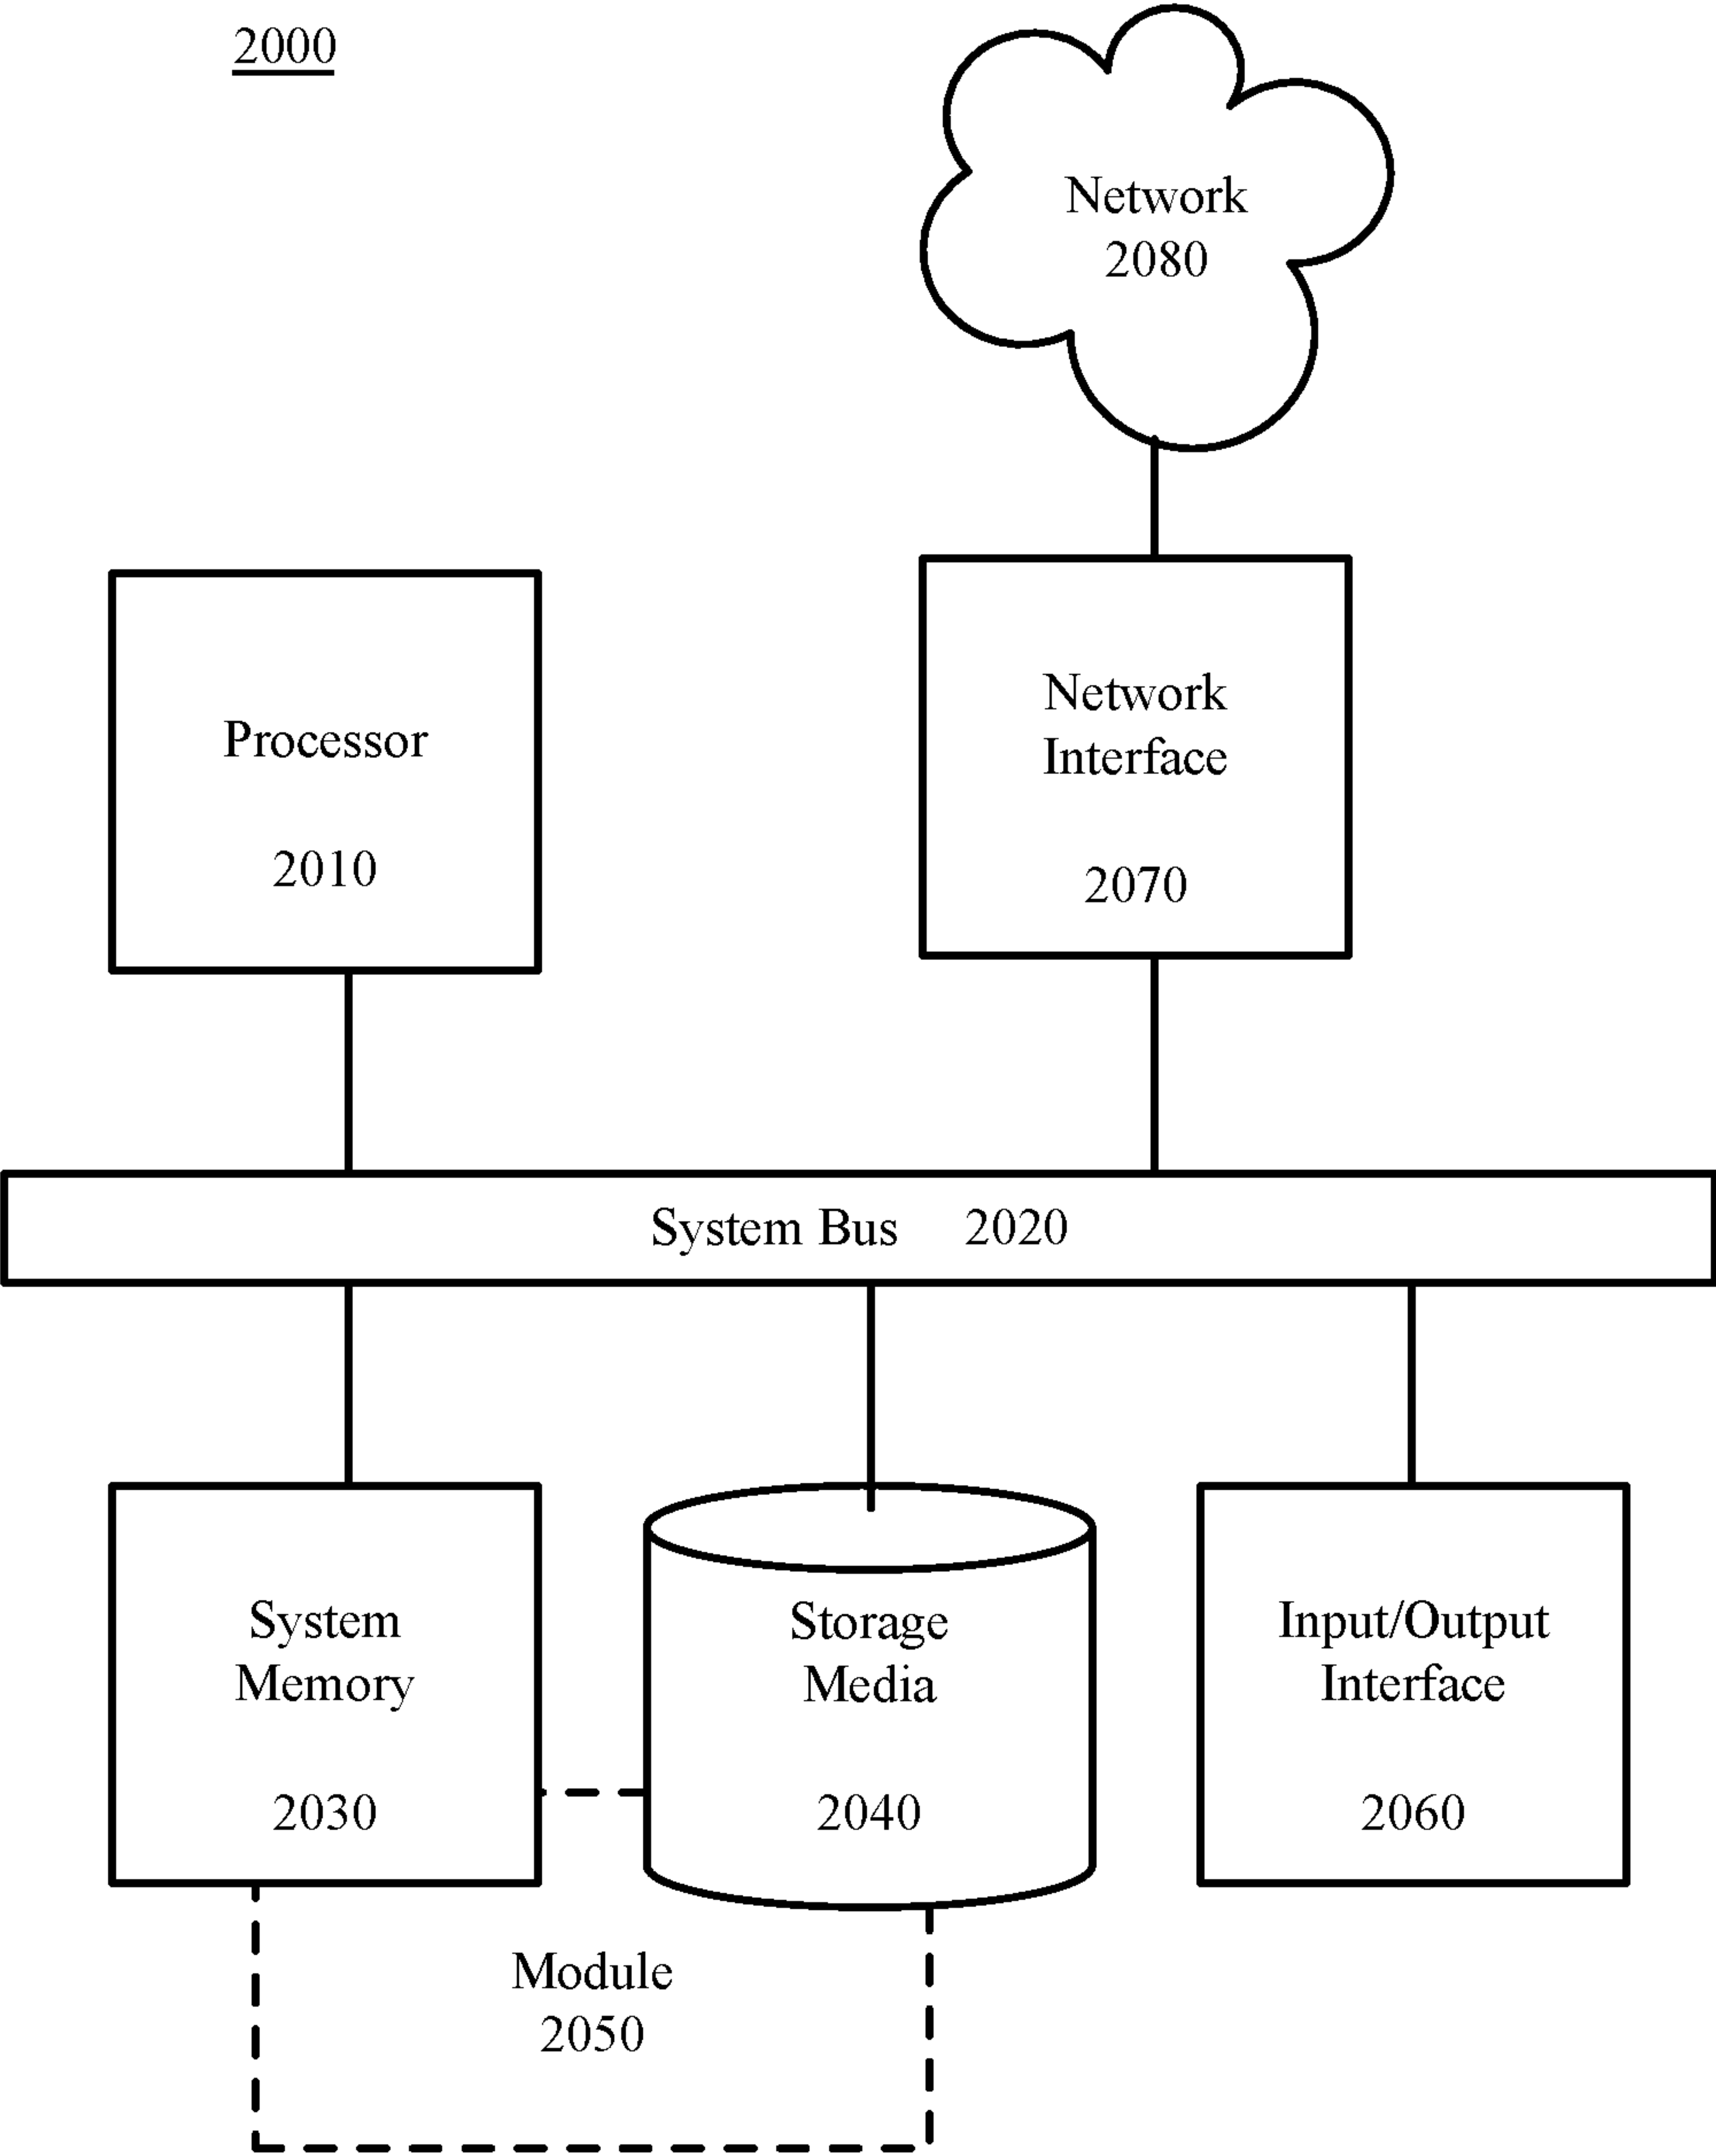 2000
Network
2080
Processor
2010
Network
Interface
2070
System Bus 2020
System
Memory
2030
Storage
Media
2040
Input/Output
Interface
2060
Module
2050